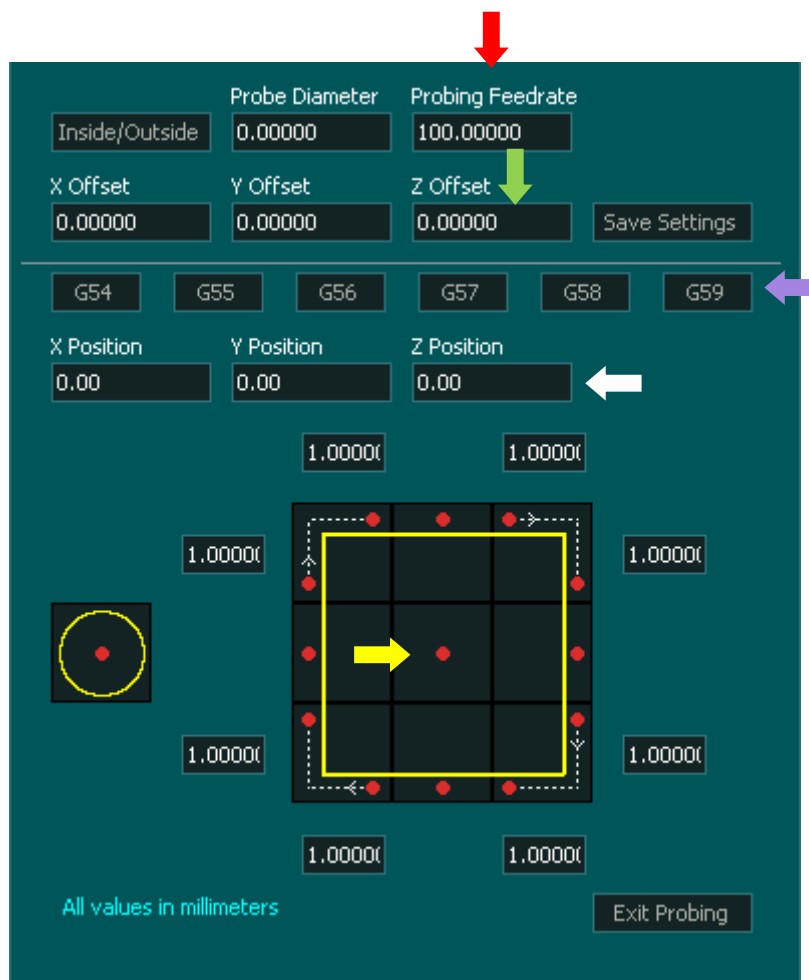 Probe Diameter Probing Feedrate
Inside/Outside 0.00000 100.00000
X Offset Y Offset Z Offset
0.00000 0.00000 0.00000 Save Settings
G54 G55 G56 G57 G58 G59
X Position Y Position Z Position
0.00 0.00 0.00
1.0000( 1.0000(
1.0000( 1.0000(
1.0000( 1.0000(
1.0000( 1.0000(
All values in millimeters Exit Probing